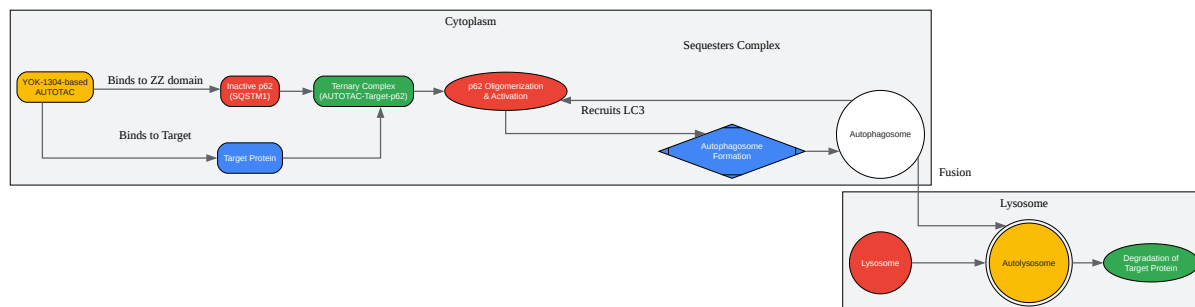 Cytoplasm
Sequesters Complex
YOK-1304-based
AUTOTAC
Binds to ZZ domain
Inactive p62
(SQSTM1)
Ternary Complex
(AUTOTAC-Target-p62)
p62 Oligomerization
& Activation
Recruits LC3
Binds to Target
Target Protein
Autophagosome
Formation
Autophagosome
Fusion
Lysosome
Lysosome
Autolysosome
Degradation of
Target Protein